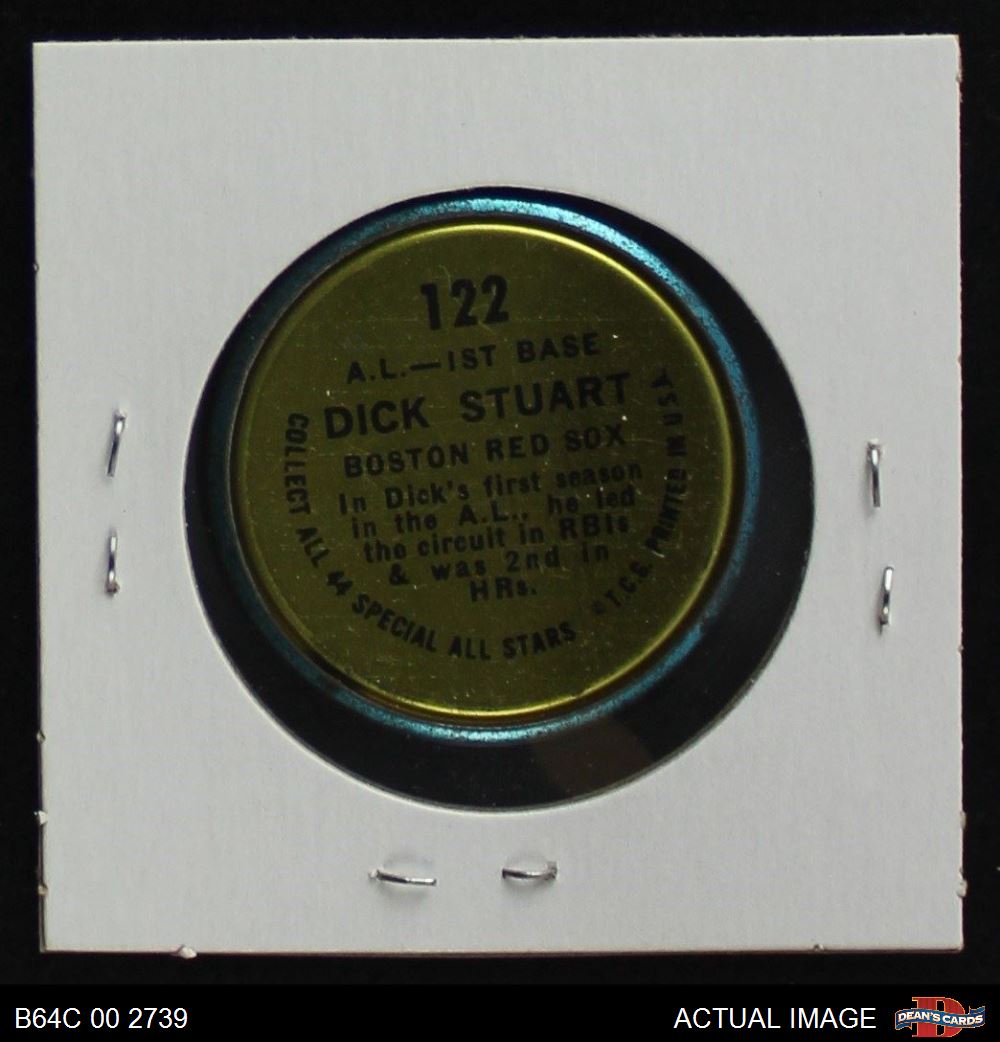 122
A.L.—1ST BASE
DICK STUART
BOSTON RED SOX
In Dick's first season
in the A.L., he led
the circuit in RBIs
& was 2nd in
HRs.
COLLECT ALL 44 SPECIAL ALL STARS
© T.C.G. PRINTED IN USA
B64C 00 2739
ACTUAL IMAGE
D
DEAN'S CARDS